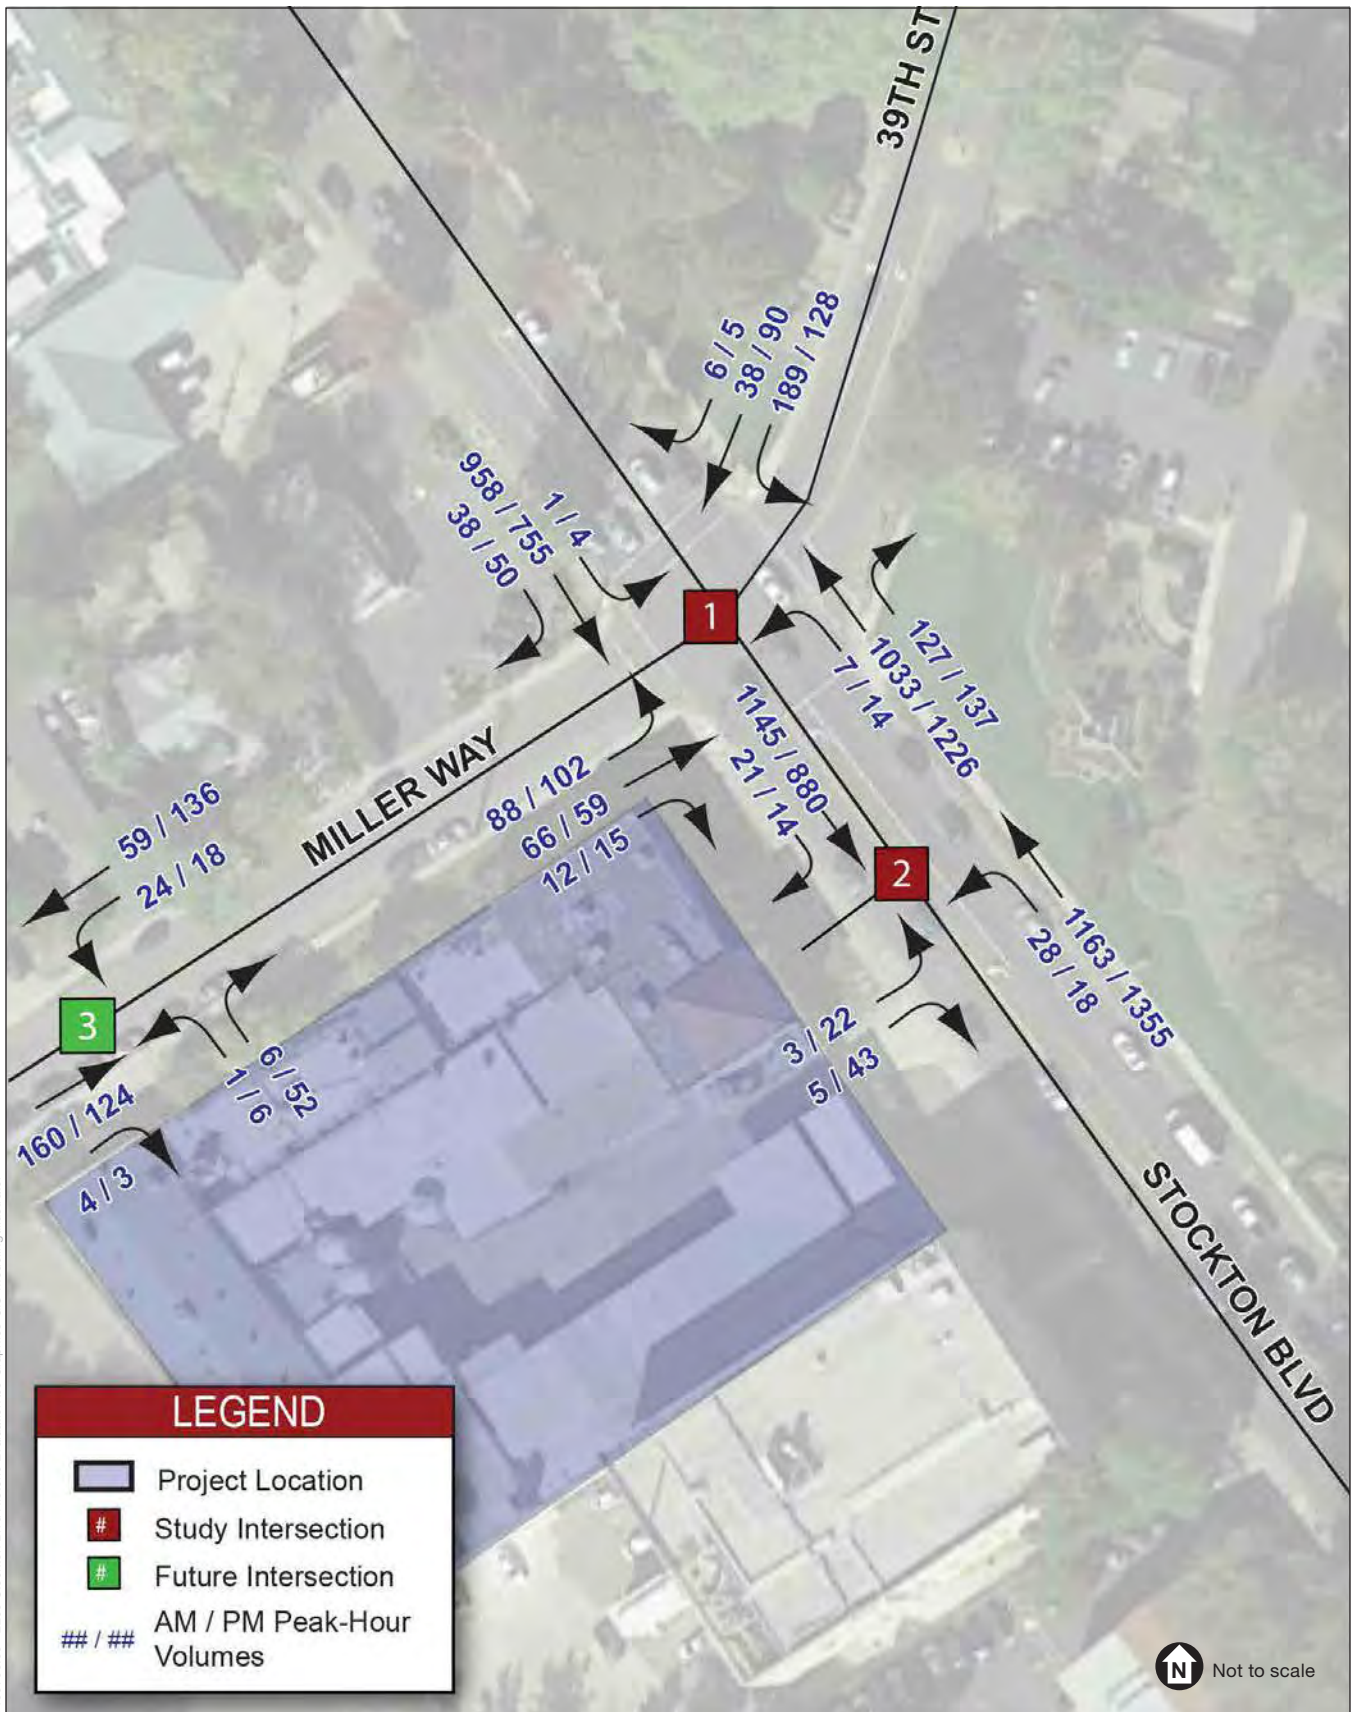 39TH ST
6 / 5
38 / 90
189 / 128
958 / 755
1 / 4
38 / 50
1
127 / 137
1033 / 1226
7 / 14
1145 / 880
21 / 14
MILLER WAY
88 / 102
66 / 59
12 / 15
59 / 136
24 / 18
2
1163 / 1355
28 / 18
3
6 / 52
1 / 6
3 / 22
5 / 43
160 / 124
4 / 3
STOCKTON BLVD
LEGEND
Project Location
# Study Intersection
# Future Intersection
## / ## AM / PM Peak-Hour
Volumes
N Not to scale